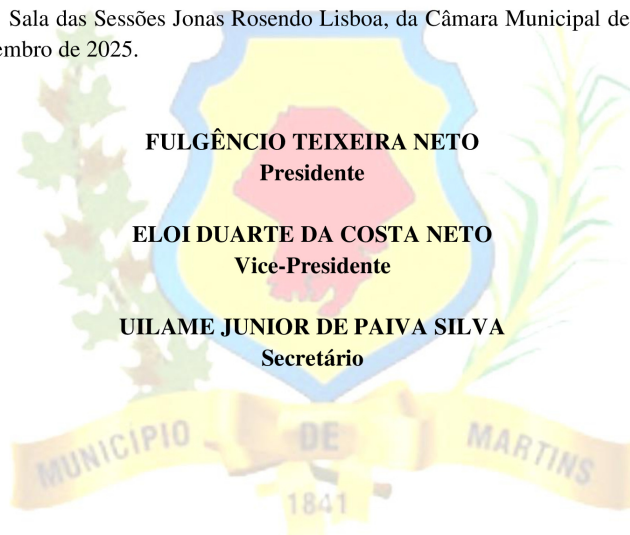 Sala das Sessões Jonas Rosendo Lisboa, da Câmara Municipal de
embro de 2025.
FULGÊNCIO TEIXEIRA NETO
Presidente
ELOI DUARTE DA COSTA NETO
Vice-Presidente
UILAME JUNIOR DE PAIVA SILVA
Secretário
MUNICÍPIO DE MARTINS
1841